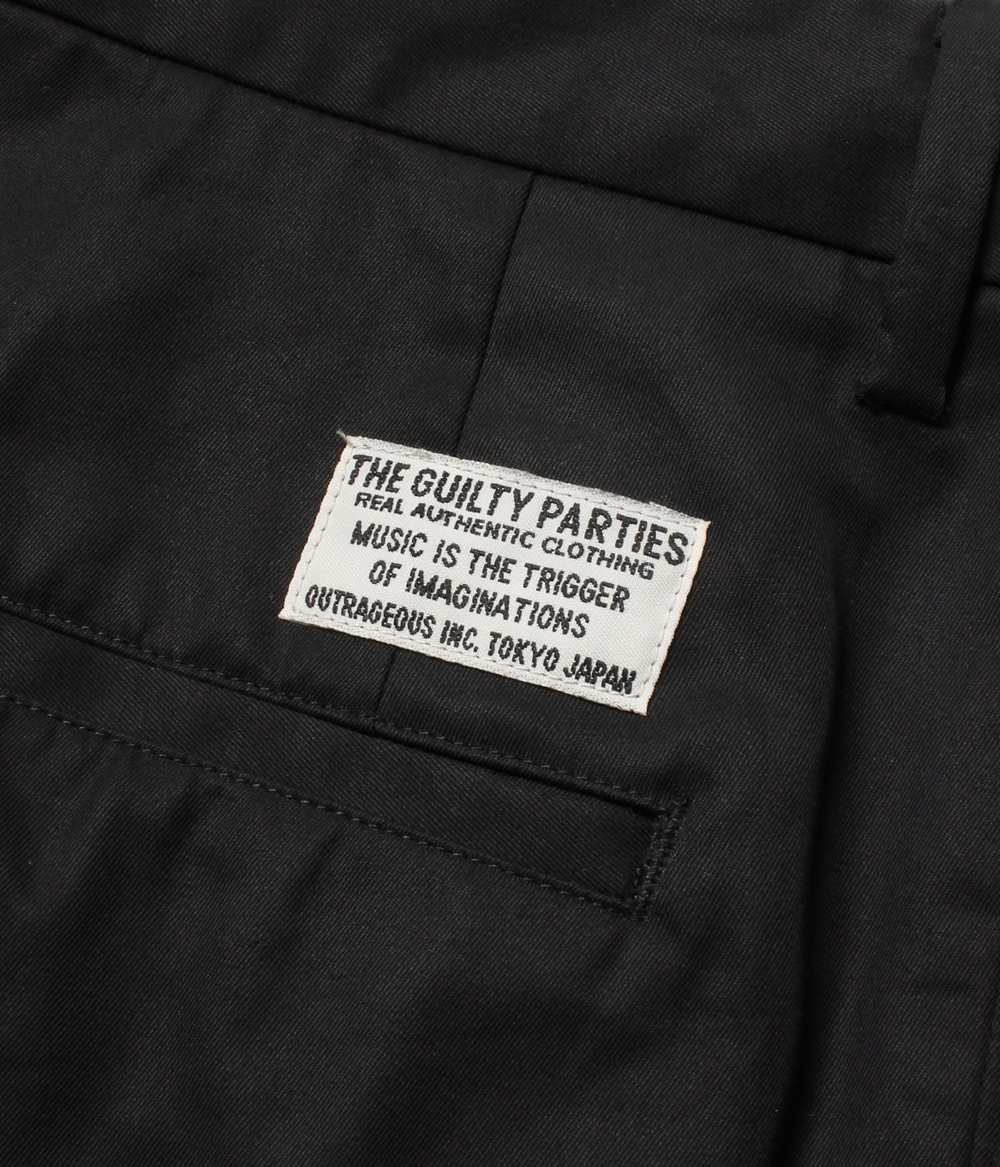 THE GUILTY PARTIES
REAL AUTHENTIC CLOTHING
MUSIC IS THE TRIGGER
OF IMAGINATIONS
OUTRAGEOUS INC. TOKYO JAPAN